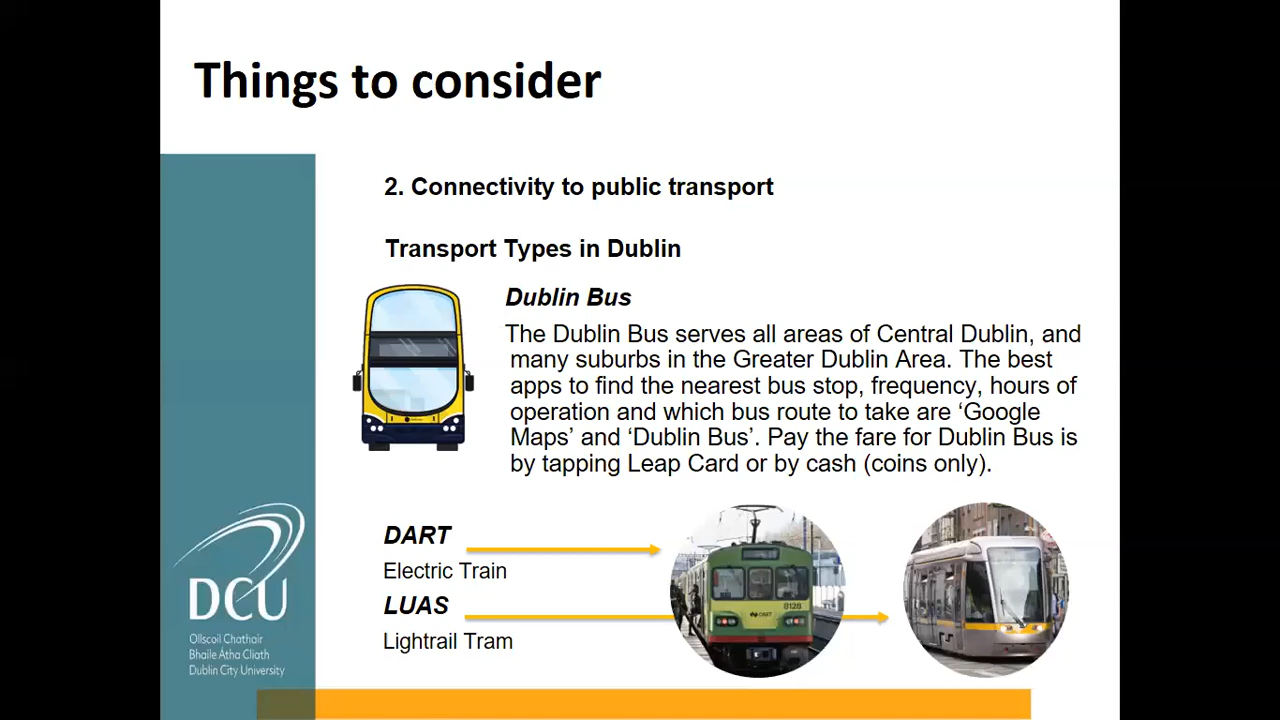 Things to consider
2. Connectivity to public transport
Transport Types in Dublin
Dublin Bus
The Dublin Bus serves all areas of Central Dublin, and
many suburbs in the Greater Dublin Area. The best
apps to find the nearest bus stop, frequency, hours of
operation and which bus route to take are ‘Google
Maps’ and ‘Dublin Bus’. Pay the fare for Dublin Bus is
by tapping Leap Card or by cash (coins only).
DART
Electric Train
LUAS
Lightrail Tram
8128
DART
DCU
Ollscoil Chathair
Bhaile Átha Cliath
Dublin City University